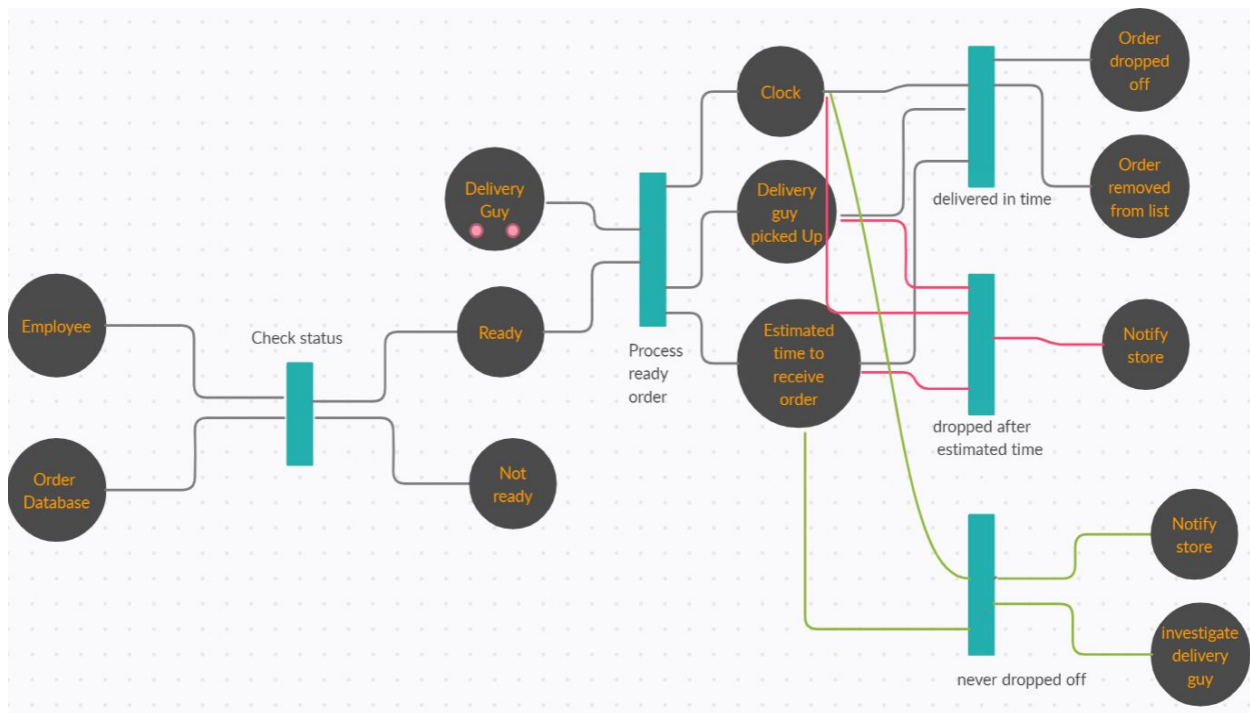 Employee
Order
Database
Check status
Delivery
Guy
Ready
Not
ready
Process
ready
order
Clock
Delivery
guy
picked Up
Estimated
time to
receive
order
delivered in time
dropped after
estimated time
never dropped off
Order
dropped
off
Order
removed
from list
Notify
store
Notify
store
investigate
delivery
guy